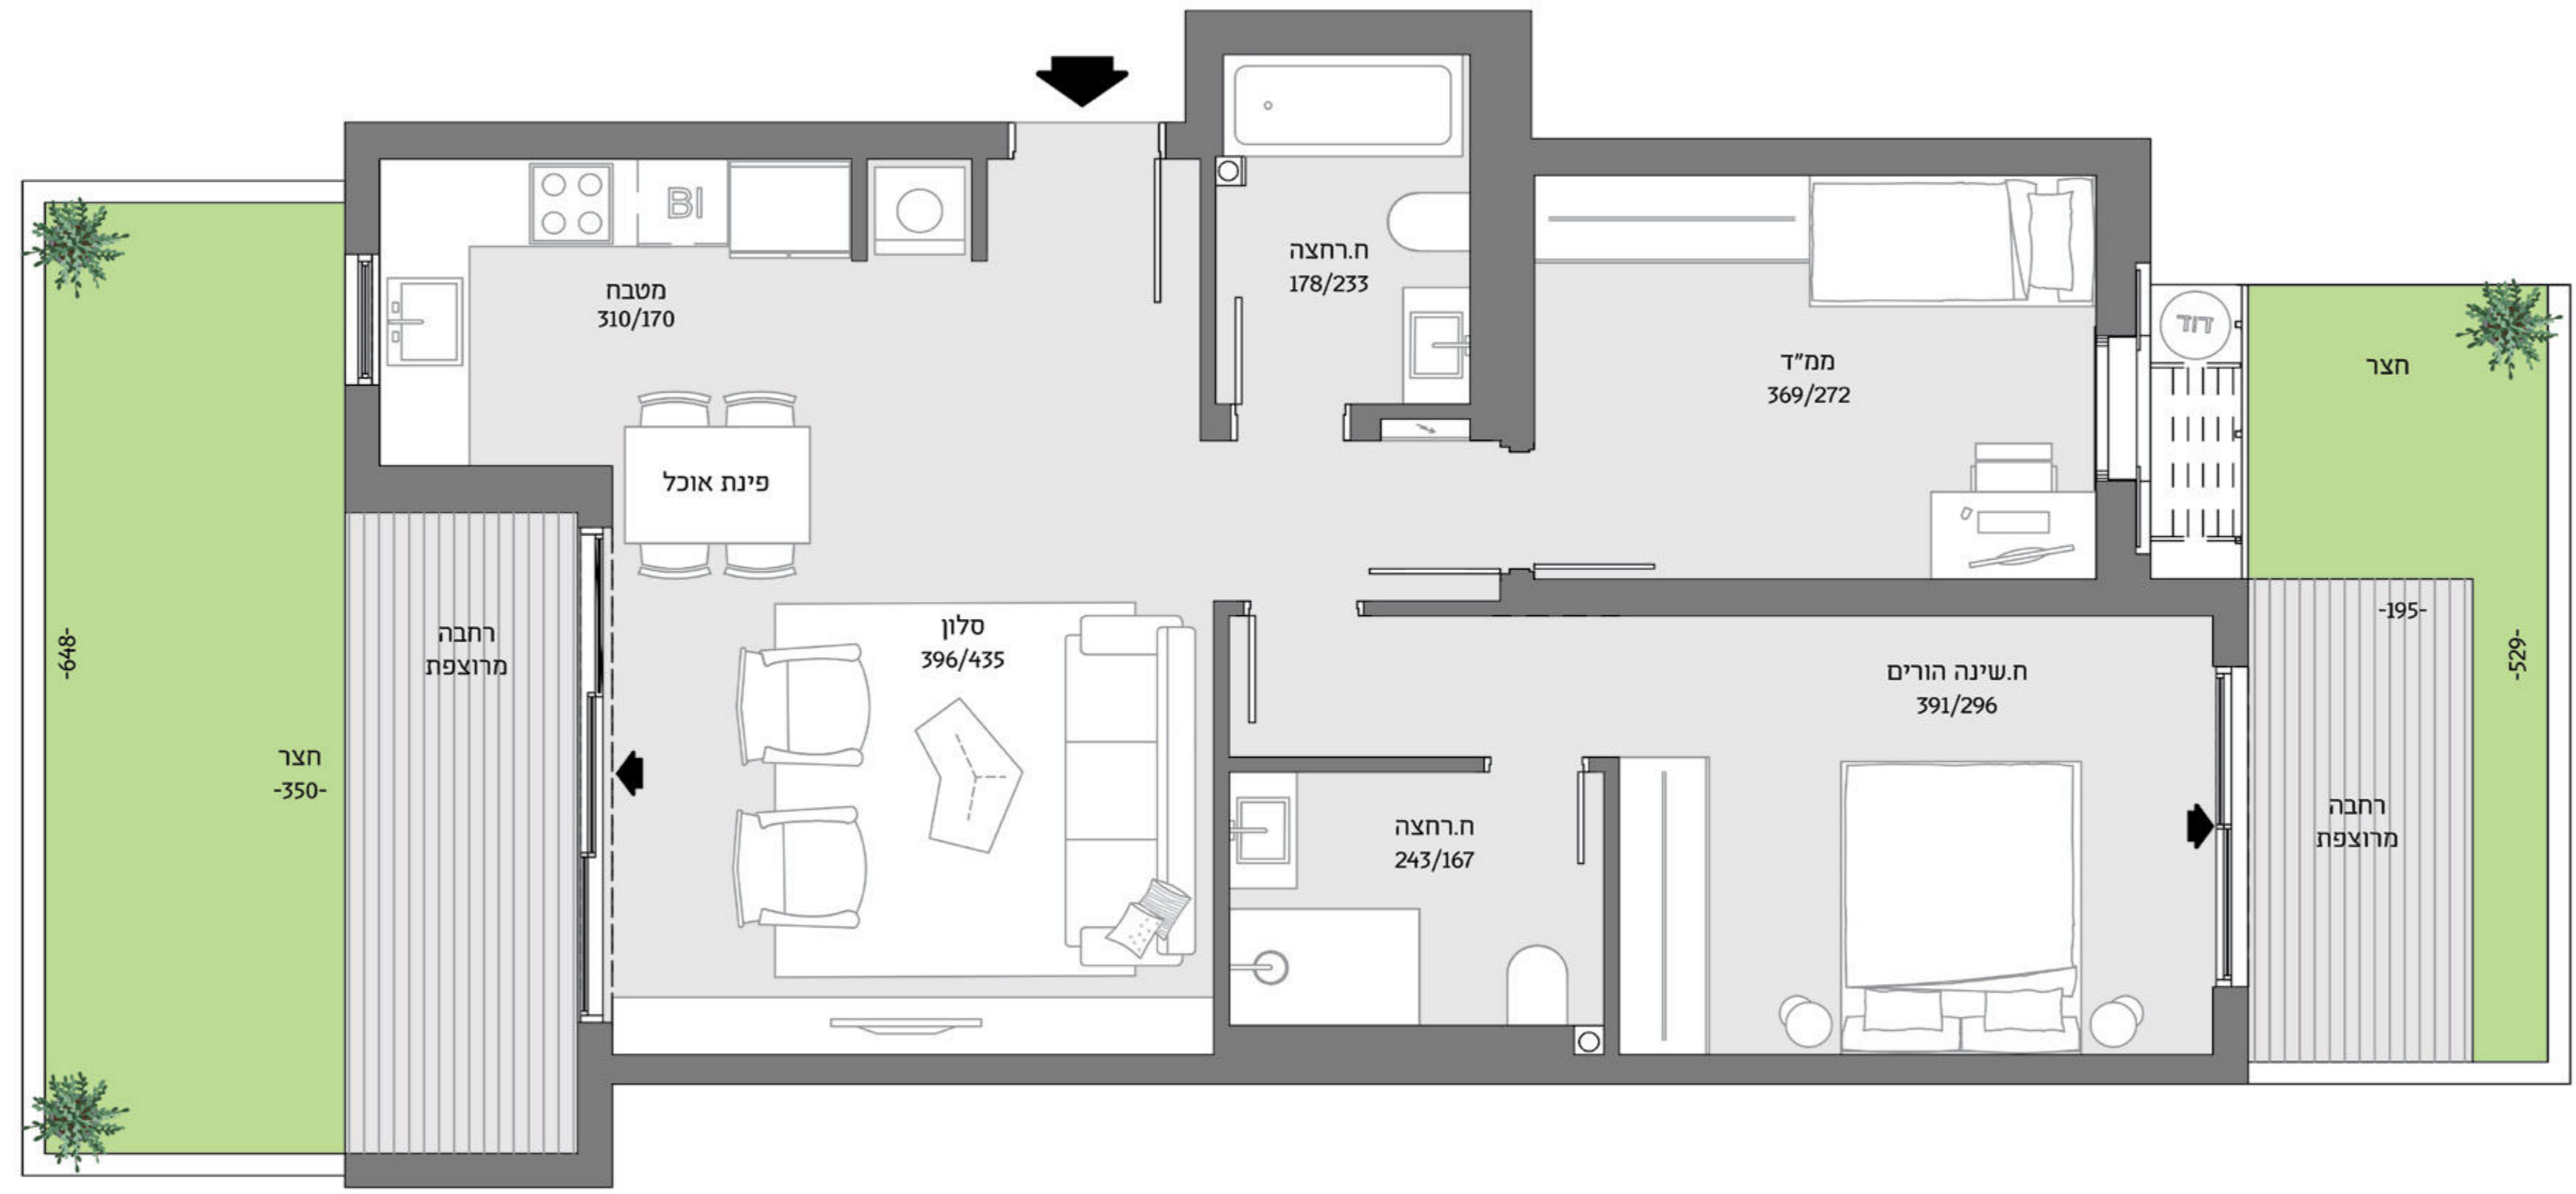 BI
מטבח
310/170
פינת אוכל
ח.רחצה
178/233
ממ"ד
369/272
דוד
חצר
-195-
-529-
רחבה
מרוצפת
ח.שינה הורים
391/296
ח.רחצה
243/167
סלון
396/435
רחבה
מרוצפת
חצר
-350-
-648-